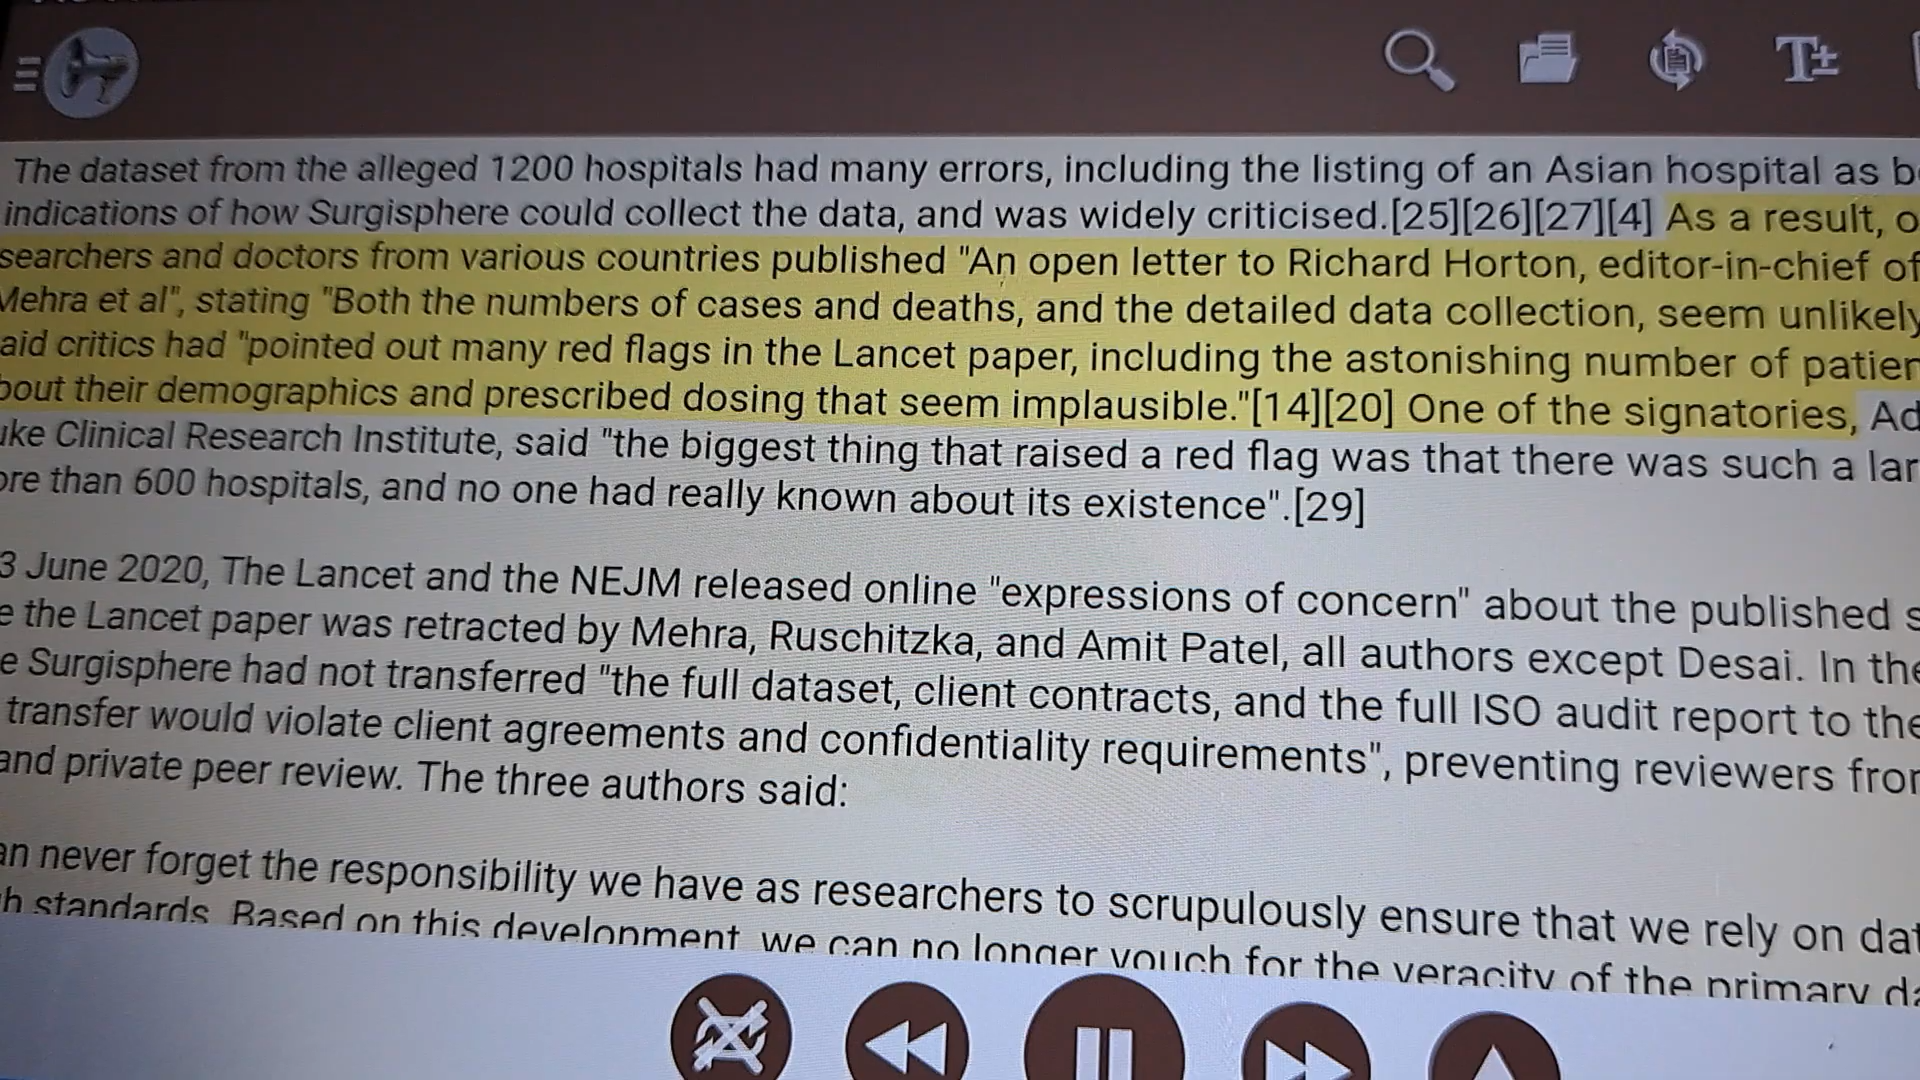 The dataset from the alleged 1200 hospitals had many errors, including the listing of an Asian hospital as
indications of how Surgisphere could collect the data, and was widely criticised.[25][26][27][4] As a result,
searchers and doctors from various countries published "An open letter to Richard Horton, editor-in-chief of
Mehra et al", stating "Both the numbers of cases and deaths, and the detailed data collection, seem unlikely
aid critics had "pointed out many red flags in the Lancet paper, including the astonishing number of patien
bout their demographics and prescribed dosing that seem implausible."[14][20] One of the signatories, Ad
uke Clinical Research Institute, said "the biggest thing that raised a red flag was that there was such a lar
ore than 600 hospitals, and no one had really known about its existence".[29]
3 June 2020, The Lancet and the NEJM released online "expressions of concern" about the published s
e the Lancet paper was retracted by Mehra, Ruschitzka, and Amit Patel, all authors except Desai. In the
e Surgisphere had not transferred "the full dataset, client contracts, and the full ISO audit report to the
transfer would violate client agreements and confidentiality requirements", preventing reviewers from
and private peer review. The three authors said:
an never forget the responsibility we have as researchers to scrupulously ensure that we rely on dat
h standards. Based on this development, we can no longer vouch for the veracity of the primary da